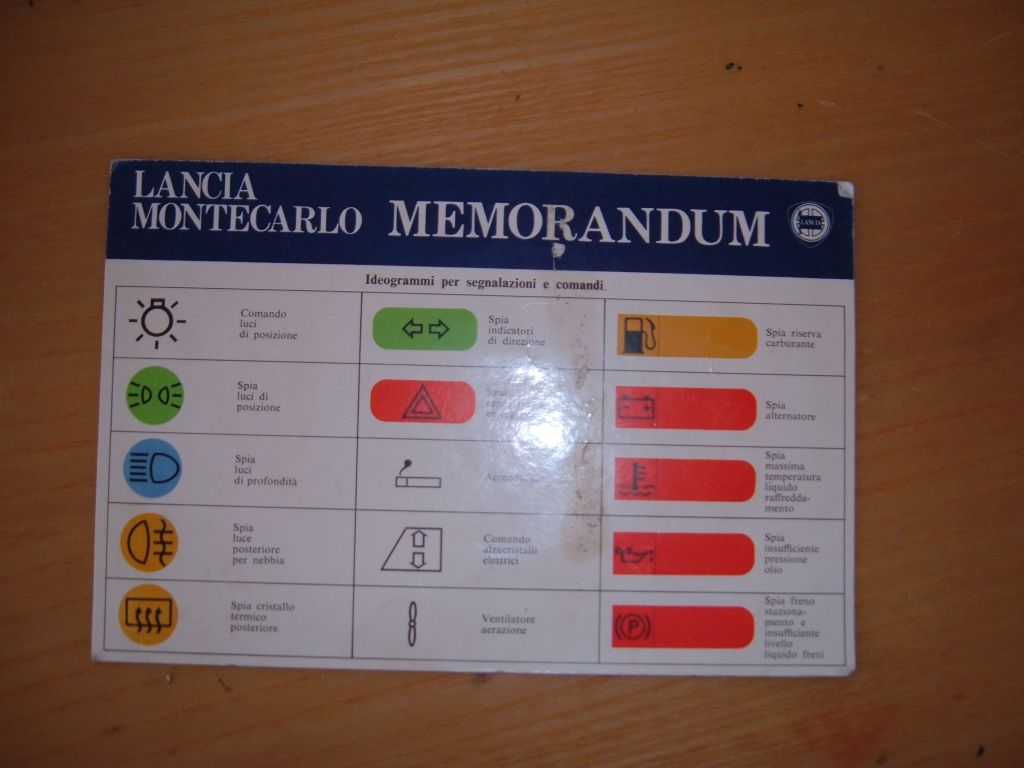 LANCIA
MONTECARLO
MEMORANDUM
LANCIA
Ideogrammi per segnalazioni e comandi
Comando
luci
di posizione
Spia
luci di
posizione
Spia
luci
di profondità
Spia
luce
posteriore
per nebbia
Spia cristallo
termico
posteriore
Spia
indicatori
di direzione
Spia
Comando
alzacristalli
elettrici
Ventilatore
aerazione
Spia riserva
carburante
Spia
alternatore
Spia
massima
temperatura
liquido
raffredda-
mento
Spia
insufficiente
pressione
olio
P
Spia freno
staziona-
mento e
insufficiente
livello
liquido freni